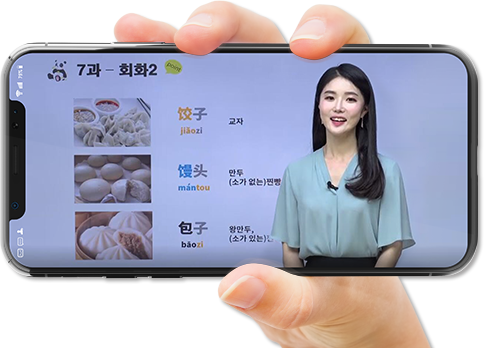 7과 - 회화2
饺子
jiǎozi
교자
馒头
mántou
만두
(소가 없는)찐빵
包子
bāozi
왕만두,
(소가 있는)